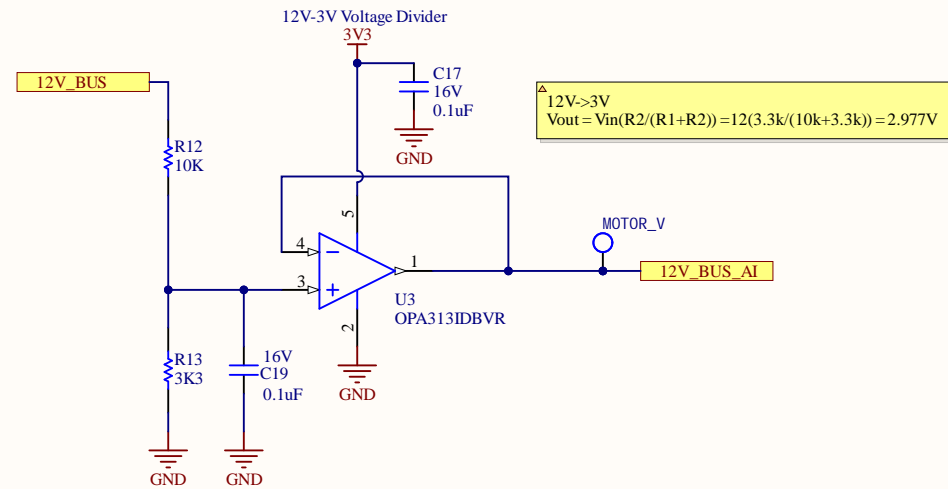 12V-3V Voltage Divider
3V3
12V_BUS
C17
16V
0.1uF
GND
12V->3V
Vout = Vin(R2/(R1+R2)) =12(3.3k/(10k+3.3k)) =2.977V
R12
10K
5
4
3
1
2
MOTOR_V
12V_BUS_AI
U3
OPA313IDBVR
GND
R13
3K3
16V
C19
0.1uF
GND
GND